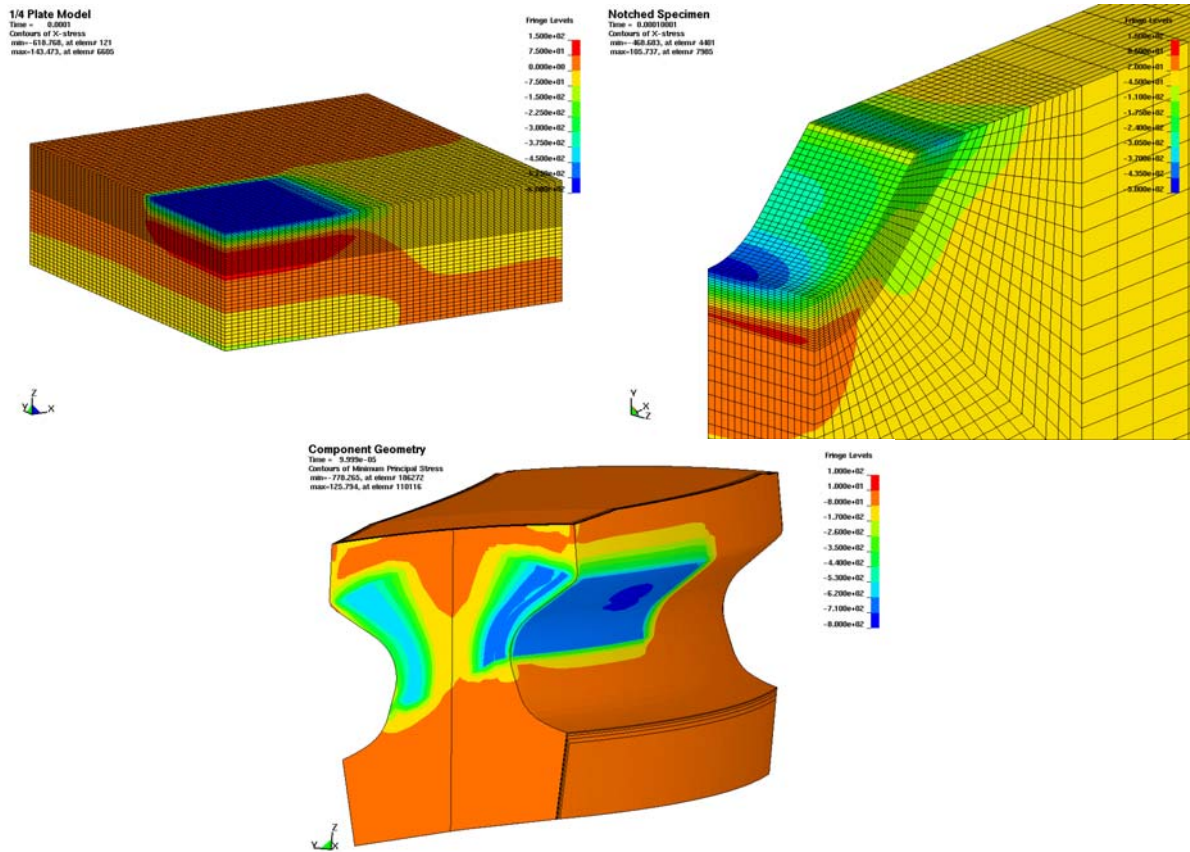 1/4 Plate Model
Time = 0.0001
Contours of X-stress
min=-610.768, at elem# 121
max=143.473, at elem# 6605
Fringe Levels
1.500e+02
7.500e+01
0.000e+00
-7.500e+01
-1.500e+02
-2.250e+02
-3.000e+02
-3.750e+02
-4.500e+02
Z
Y
X
Notched Specimen
Time = 0.00010001
Contours of X-stress
min=-460.603, at elem# 4401
max=105.737, at elem# 7905
Fringe Levels
2.000e+01
-4.500e+01
-1.100e+02
-2.400e+02
-3.050e+02
-3.700e+02
-4.350e+02
Y
X
Z
Component Geometry
Time = 9.999e-05
Contours of Minimum Principal Stress
min=-770.265, at elem# 106272
max=125.794, at elem# 110116
Fringe Levels
1.000e+02
1.000e+01
-8.000e+01
-1.700e+02
-2.600e+02
-3.500e+02
-4.400e+02
-5.300e+02
-6.200e+02
-7.100e+02
-8.000e+02
Z
Y
X